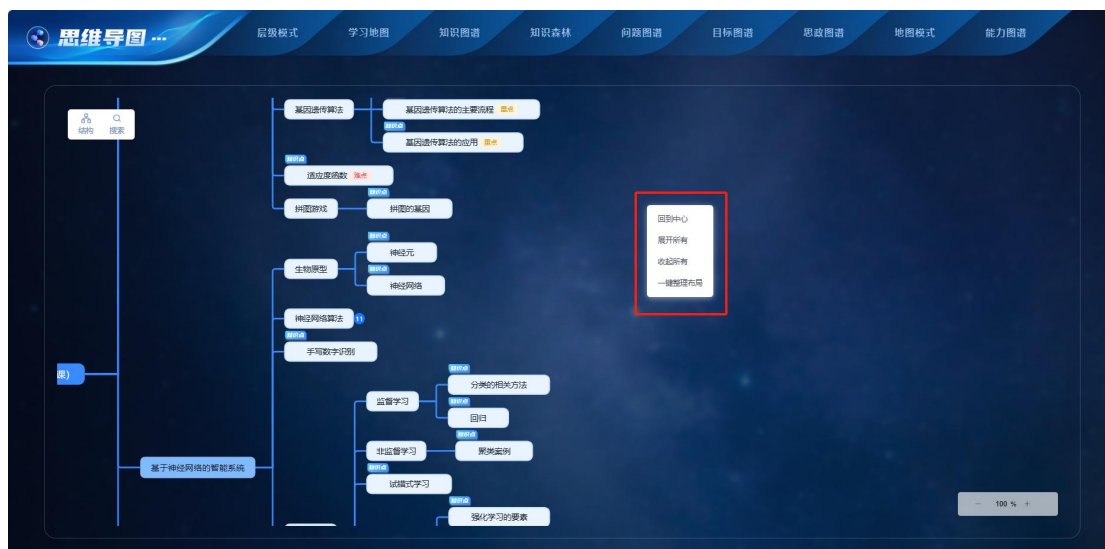 思维导图 ...
层级模式 学习地图 知识图谱 知识森林 问题图谱 目标图谱 思政图谱 地图模式 能力图谱
结构 搜索
基因遗传算法
基因遗传算法的主要流程 重点
知识点
基因遗传算法的应用 重点
知识点
适应度函数 难点
知识点
拼图游戏
拼图的基因
回到中心
展开所有
收起所有
一键整理布局
知识点
神经元
生物原型
知识点
神经网络
神经网络算法 11
知识点
手写数字识别
课)
知识点
分类的相关方法
监督学习
知识点
回归
知识点
非监督学习
聚类案例
知识点
试错式学习
基于神经网络的智能系统
知识点
强化学习的要素
- 100 % +